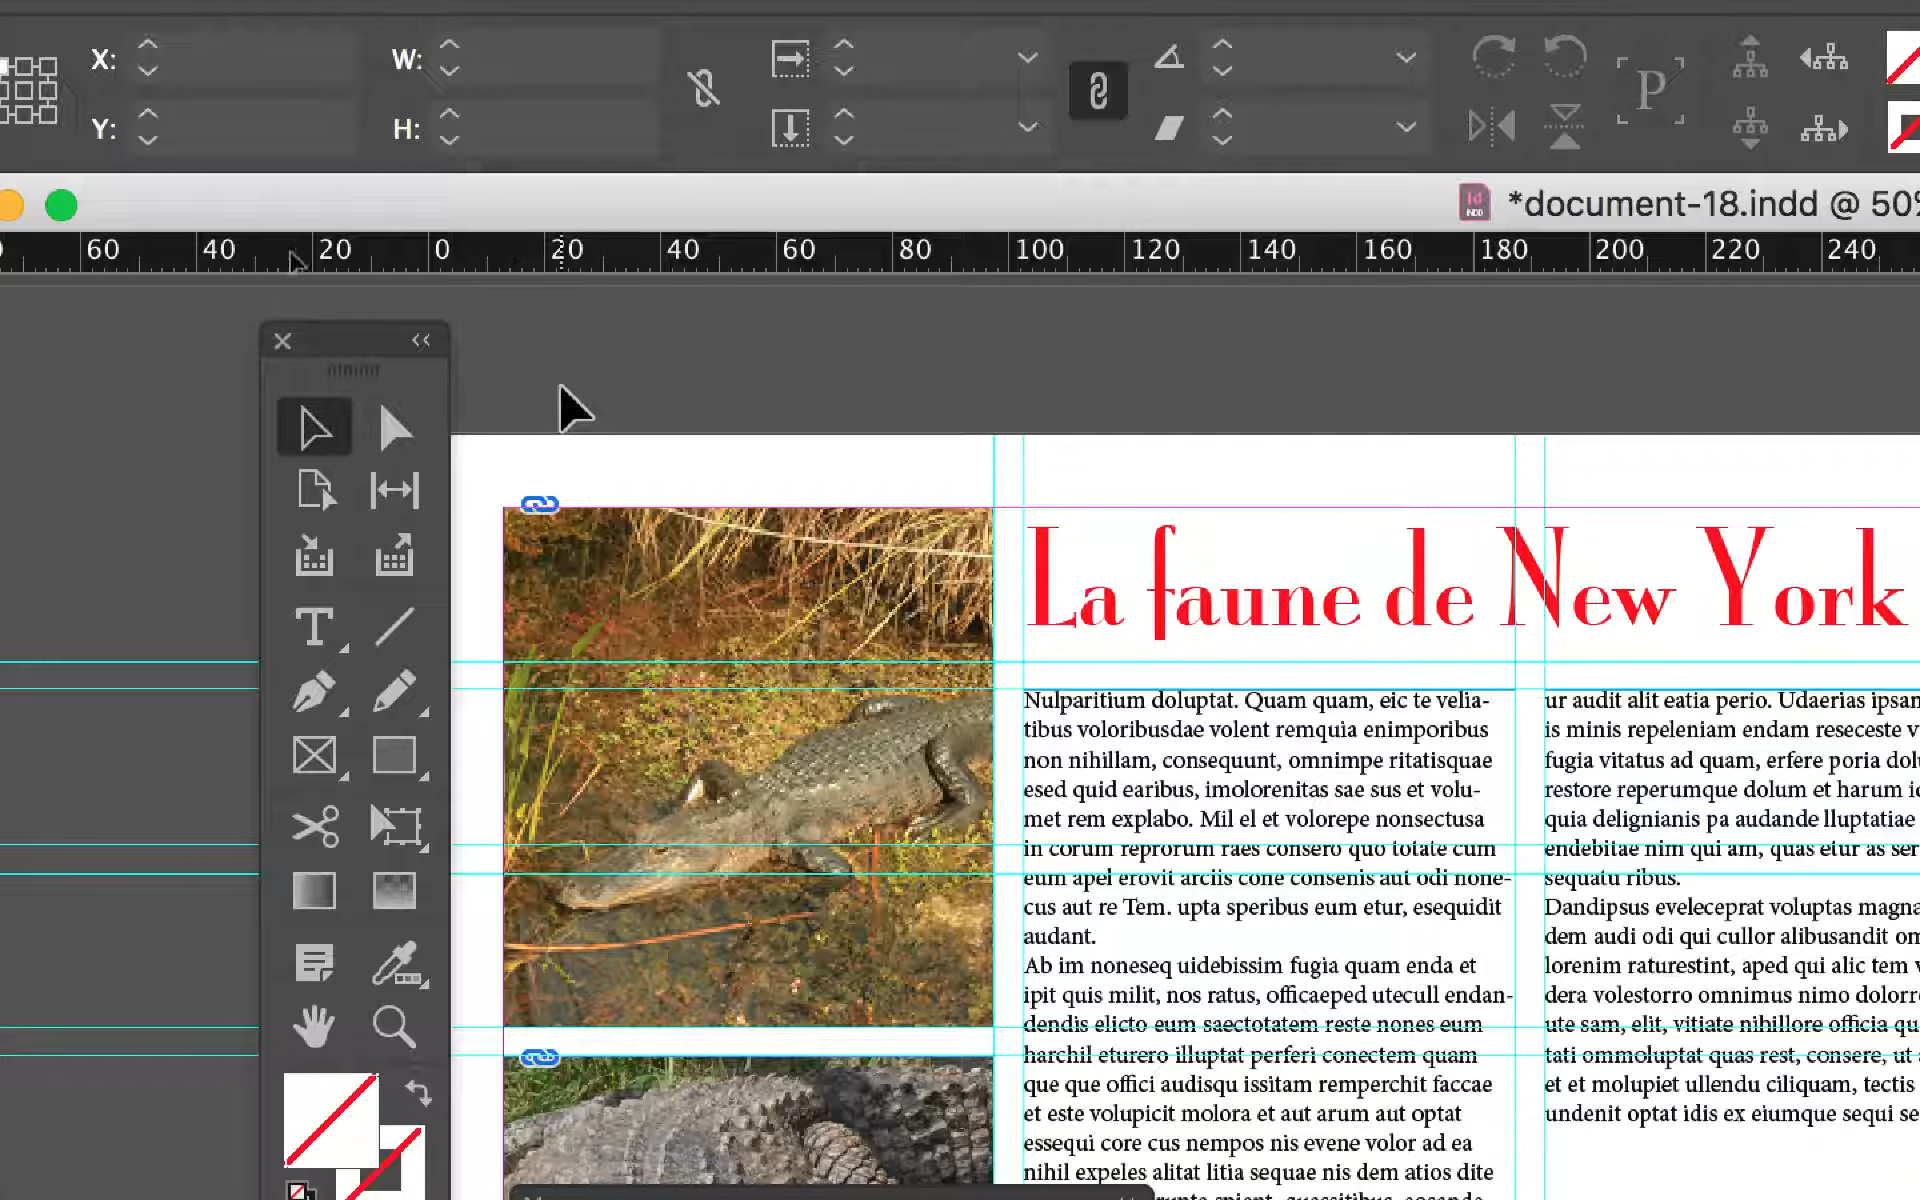 X:
W:
Y:
H:
P
Id
INDD
*document-18.indd @ 50%
60 40 20 0 20 40 60 80 100 120 140 160 180 200 220 240
T
La faune de New York
Nulparitium doluptat. Quam quam, eic te velia-
tibus voloribusdae volent remquia enimporibus
non nihillam, consequunt, omnimpe ritatisquae
esed quid earibus, imolorenitas sae sus et volu-
met rem explabo. Mil el et volorepe nonsectusa
in corum reprorum raes consero quo totate cum
eum apel erovit arciis cone consenis aut odi none-
cus aut re Tem. upta speribus eum etur, esequidit
audant.
Ab im noneseq uidebissim fugia quam enda et
ipit quis milit, nos ratus, officaeped utecull endan-
dendis elicto eum saectotatem reste nones eum
harchil eturero illuptat perferi conectem quam
que que offici audisqu issitam remperchit faccae
et este volupicit molora et aut arum aut optat
essequi core cus nempos nis evene volor ad ea
nihil expeles alitat litia sequae nis dem atios dite
ur audit alit eatia perio. Udaerias ipsan
is minis repeleniam endam reseceste v
fugia vitatus ad quam, erfere poria dolu
restore reperumque dolum et harum ic
quia delignianis pa audande lluptatiae
endebitae nim qui am, quas etur as ser
sequatu ribus.
Dandipsus eveleceprat voluptas magna
dem audi odi qui cullor alibusandit om
lorenim raturestint, aped qui alic tem v
dera volestorro omnimus nimo dolorr
ute sam, elit, vitiate nihillore officia qu
tati ommoluptat quas rest, consere, ut
et et molupiet ullendu ciliquam, tectis
undenit optat idis ex eiumque sequi se